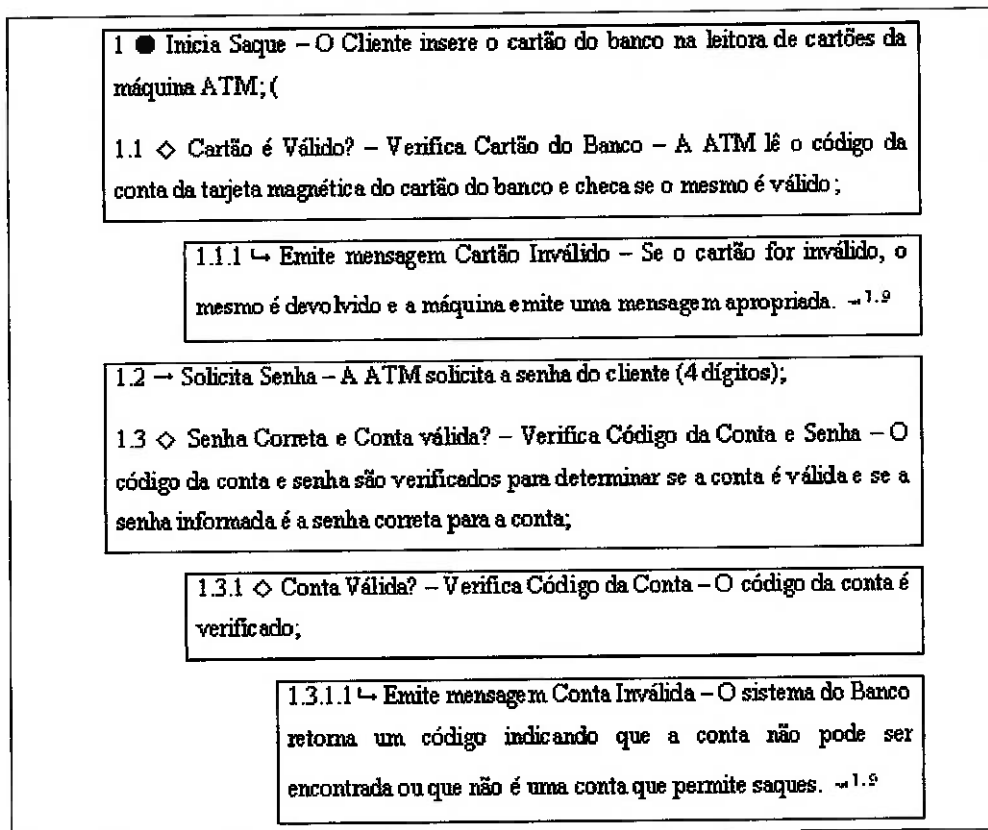 1 ● Inicia Saque – O Cliente insere o cartão do banco na leitora de cartões da
máquina ATM; (
1.1 ◇ Cartão é Válido? – Verifica Cartão do Banco – A ATM lê o código da
conta da tarjeta magnética do cartão do banco e checa se o mesmo é válido;
1.1.1 ↳ Emite mensagem Cartão Inválido – Se o cartão for inválido, o
mesmo é devolvido e a máquina emite uma mensagem apropriada. 1.9
1.2 → Solicita Senha – A ATM solicita a senha do cliente (4 dígitos);
1.3 ◇ Senha Correta e Conta válida? – Verifica Código da Conta e Senha – O
código da conta e senha são verificados para determinar se a conta é válida e se a
senha informada é a senha correta para a conta;
1.3.1 ◇ Conta Válida? – Verifica Código da Conta – O código da conta é
verificado;
1.3.1.1 ↳ Emite mensagem Conta Inválida – O sistema do Banco
retorna um código indicando que a conta não pode ser
encontrada ou que não é uma conta que permite saques. 1.9